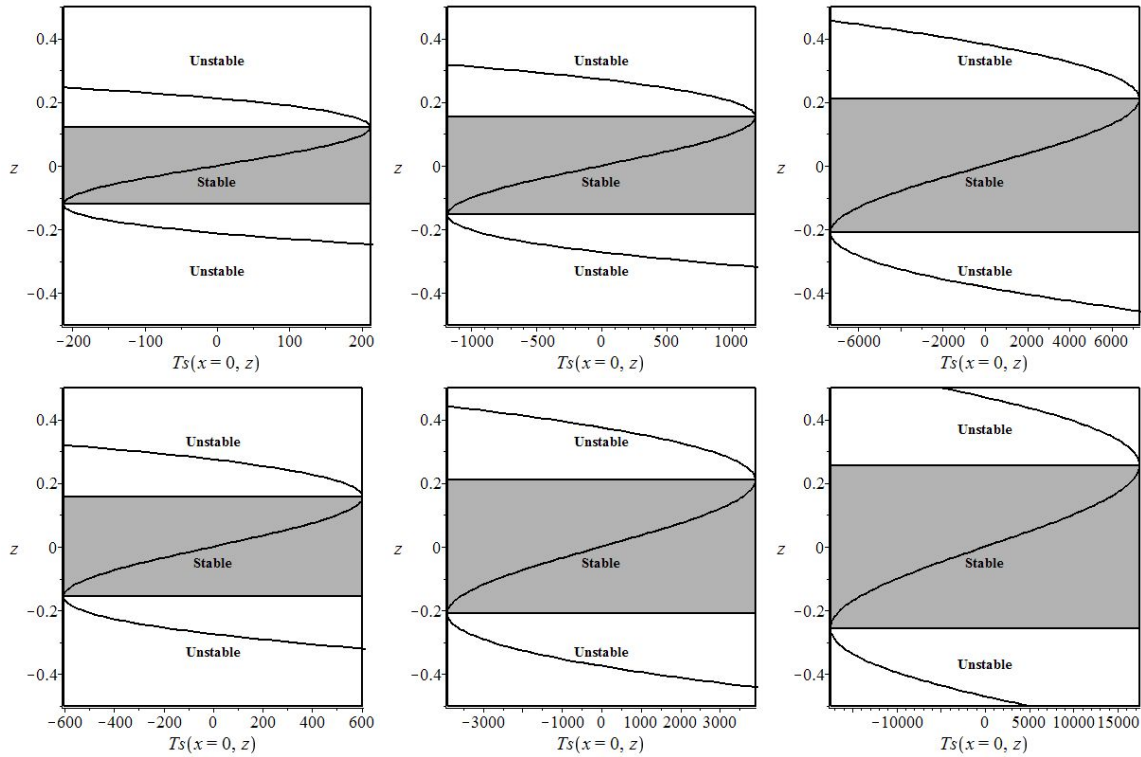 0.4
0.2
z
0
−0.2
−0.4
Unstable
Stable
Unstable
−200 −100 0 100 200
Ts(x = 0, z)
0.4
0.2
z
0
−0.2
−0.4
Unstable
Stable
Unstable
−1000 −500 0 500 1000
Ts(x = 0, z)
0.4
0.2
z
0
−0.2
−0.4
Unstable
Stable
Unstable
−6000 −4000 −2000 0 2000 4000 6000
Ts(x = 0, z)
0.4
0.2
z
0
−0.2
−0.4
Unstable
Stable
Unstable
−600 −400 −200 0 200 400 600
Ts(x = 0, z)
0.4
0.2
z
0
−0.2
−0.4
Unstable
Stable
Unstable
−3000 −2000 −1000 0 1000 2000 3000
Ts(x = 0, z)
0.4
0.2
z
0
−0.2
−0.4
Unstable
Stable
Unstable
−10000 0 5000 10000 15000
Ts(x = 0, z)